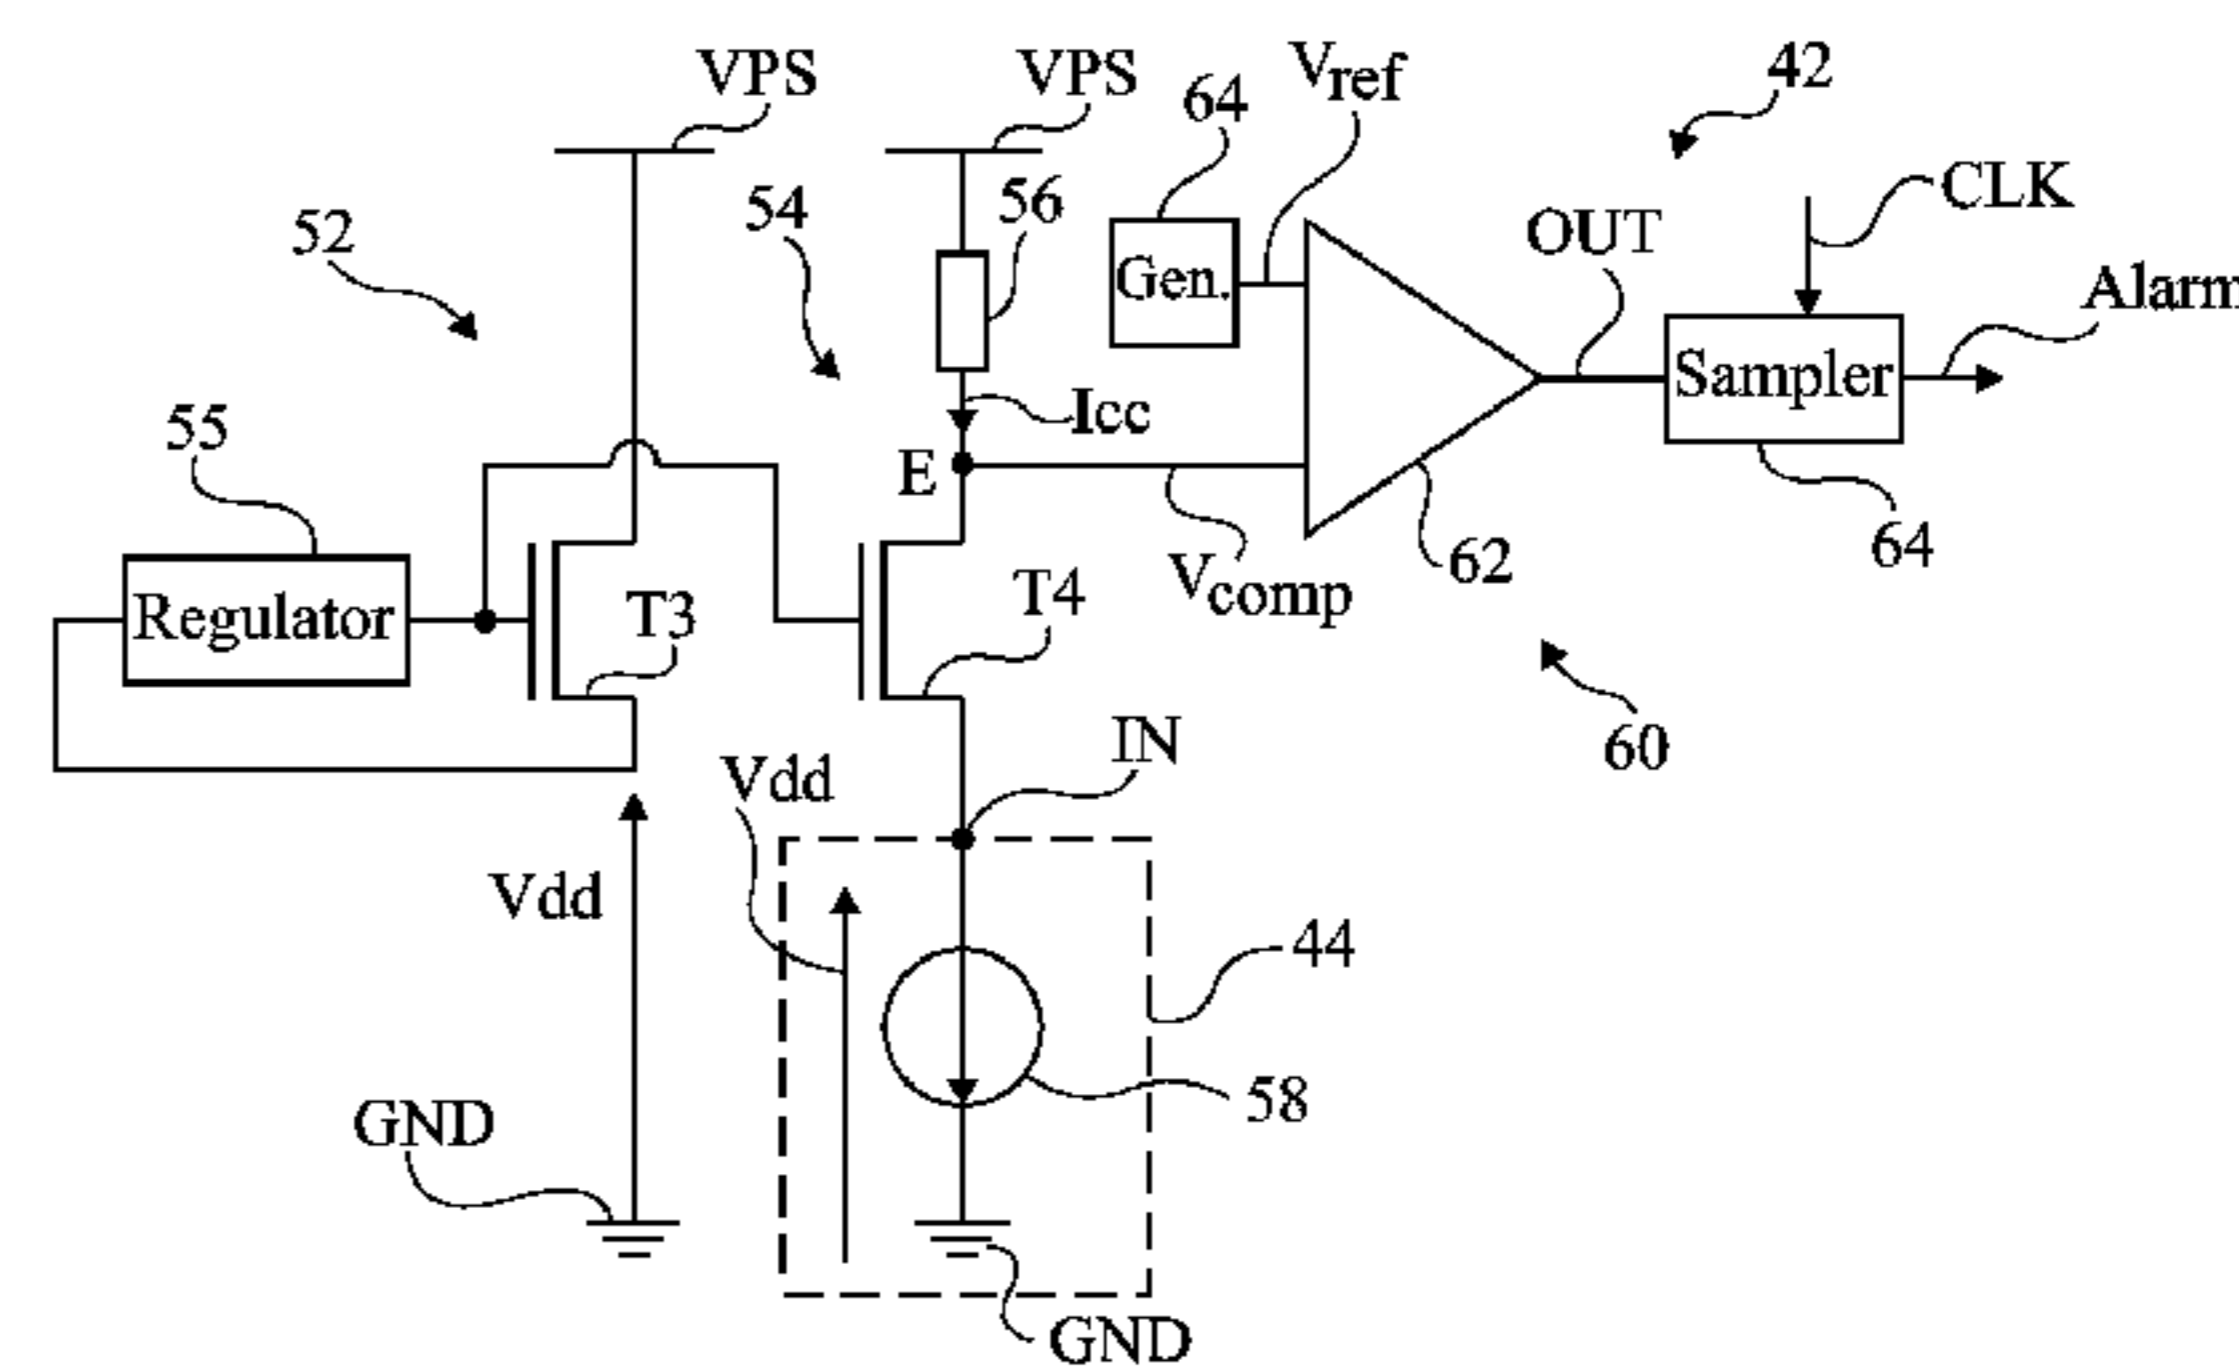 VPS
VPS
Vref
42
64
CLK
56
54
52
OUT
Gen.
Alarm
Sampler
Icc
55
E
64
62
Vcomp
T4
T3
Regulator
IN
60
Vdd
Vdd
44
58
GND
GND